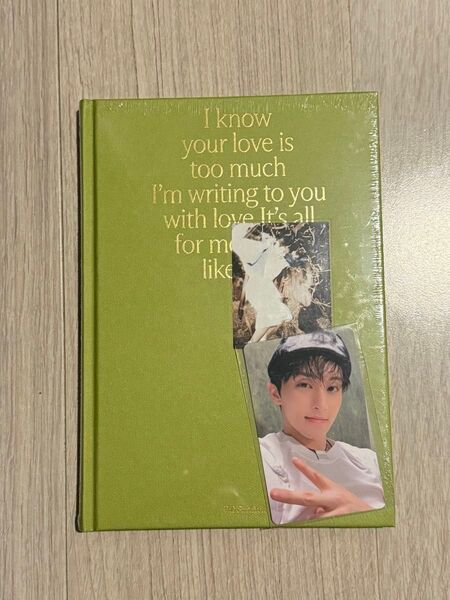 I know
your love is
too much
I'm writing to you
with love It's all
for me
like